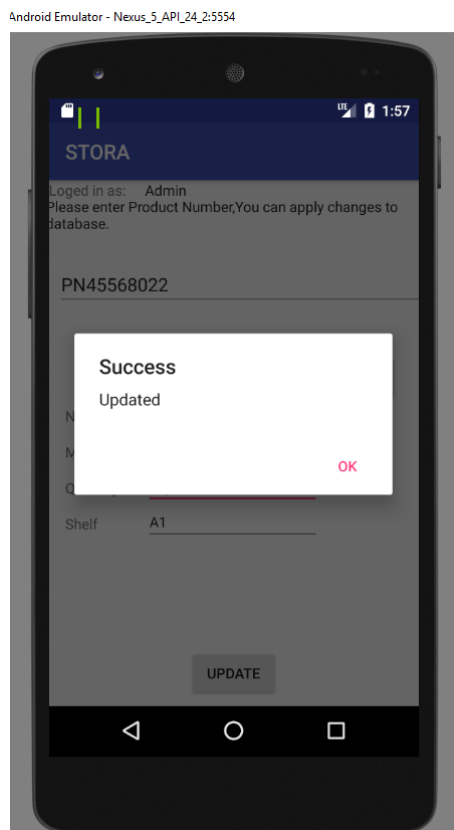 Android Emulator - Nexus_5_API_24_2:5554
LTE 1:57
STORA
Loged in as: Admin
Please enter Product Number,You can apply changes to
database.
PN45568022
Success
Updated
OK
Shelf A1
UPDATE